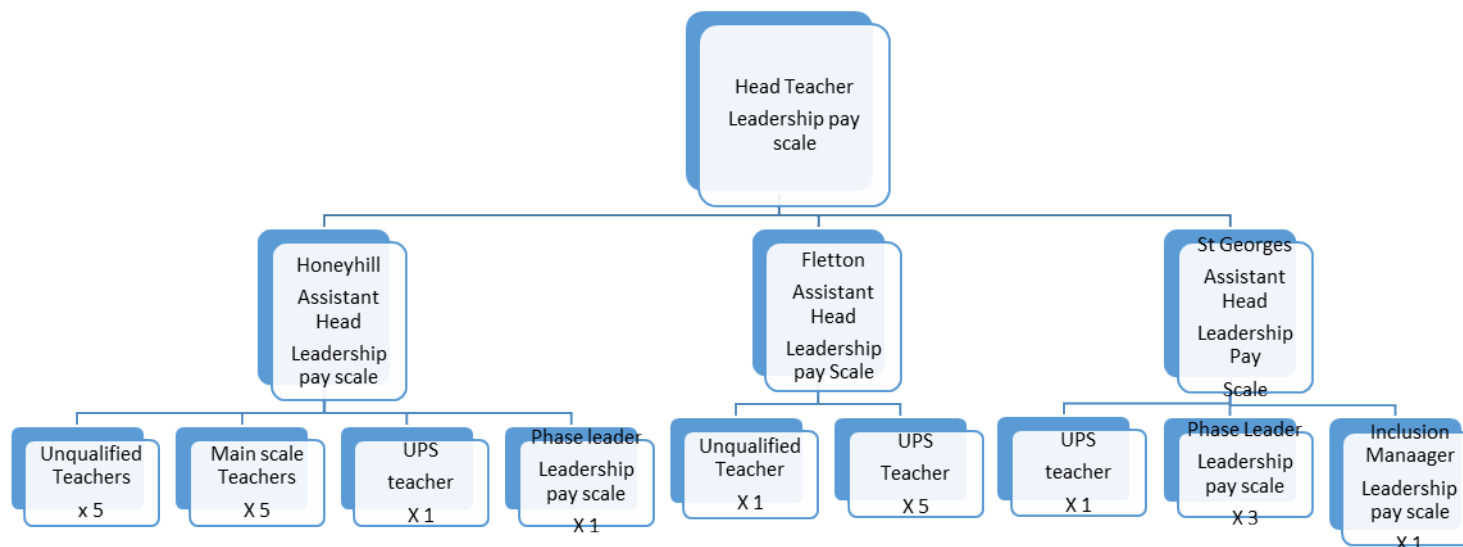 Head Teacher
Leadership pay
scale
Honeyhill
Assistant
Head
Leadership
pay scale
Fletton
Assistant
Head
Leadership
pay Scale
St Georges
Assistant
Head
Leadership
Pay
Scale
Unqualified
Teachers
x 5
Main scale
Teachers
X 5
UPS
teacher
X 1
Phase leader
Leadership
pay scale
X 1
Unqualified
Teacher
X 1
UPS
Teacher
X 5
UPS
teacher
X 1
Phase Leader
Leadership
pay scale
X 3
Inclusion
Manaager
Leadership
pay scale
X 1